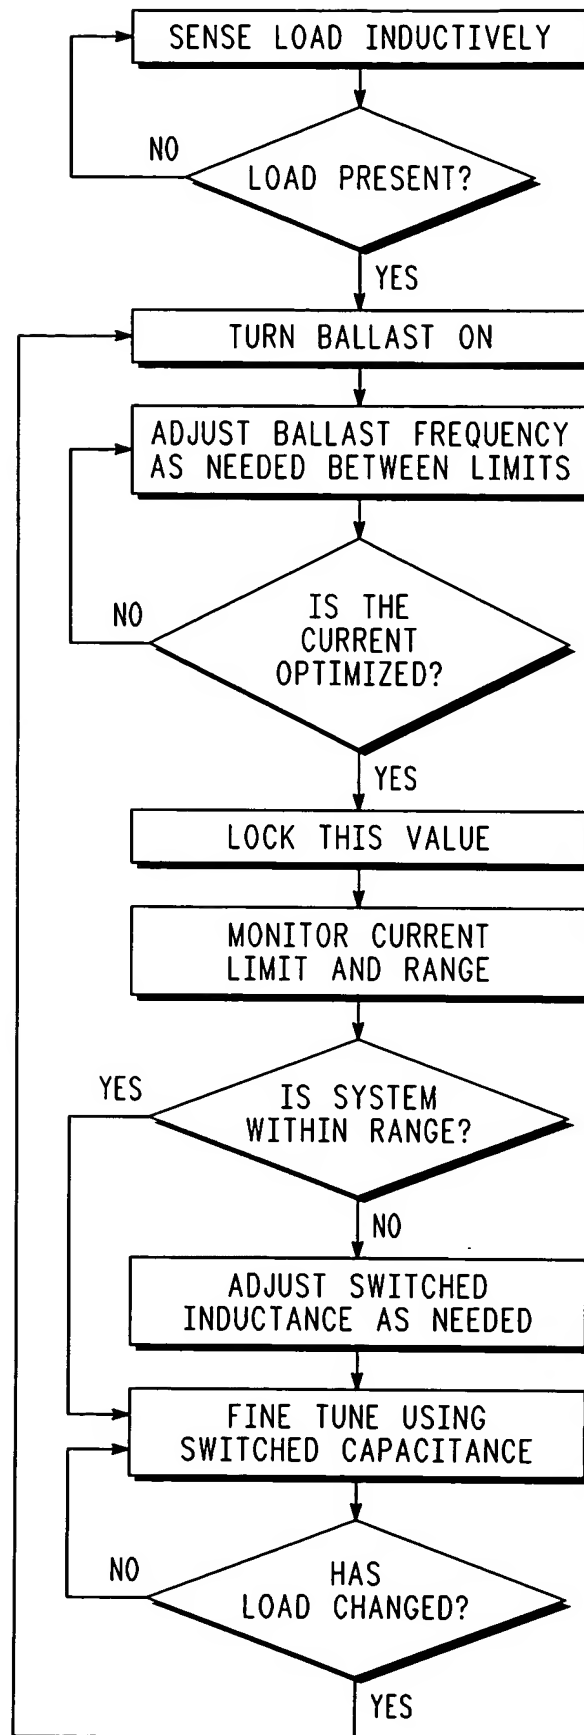 SENSE LOAD INDUCTIVELY
NO
LOAD PRESENT?
YES
TURN BALLAST ON
ADJUST BALLAST FREQUENCY
AS NEEDED BETWEEN LIMITS
NO
IS THE
CURRENT
OPTIMIZED?
YES
LOCK THIS VALUE
MONITOR CURRENT
LIMIT AND RANGE
YES
IS SYSTEM
WITHIN RANGE?
NO
ADJUST SWITCHED
INDUCTANCE AS NEEDED
FINE TUNE USING
SWITCHED CAPACITANCE
NO
HAS
LOAD CHANGED?
YES